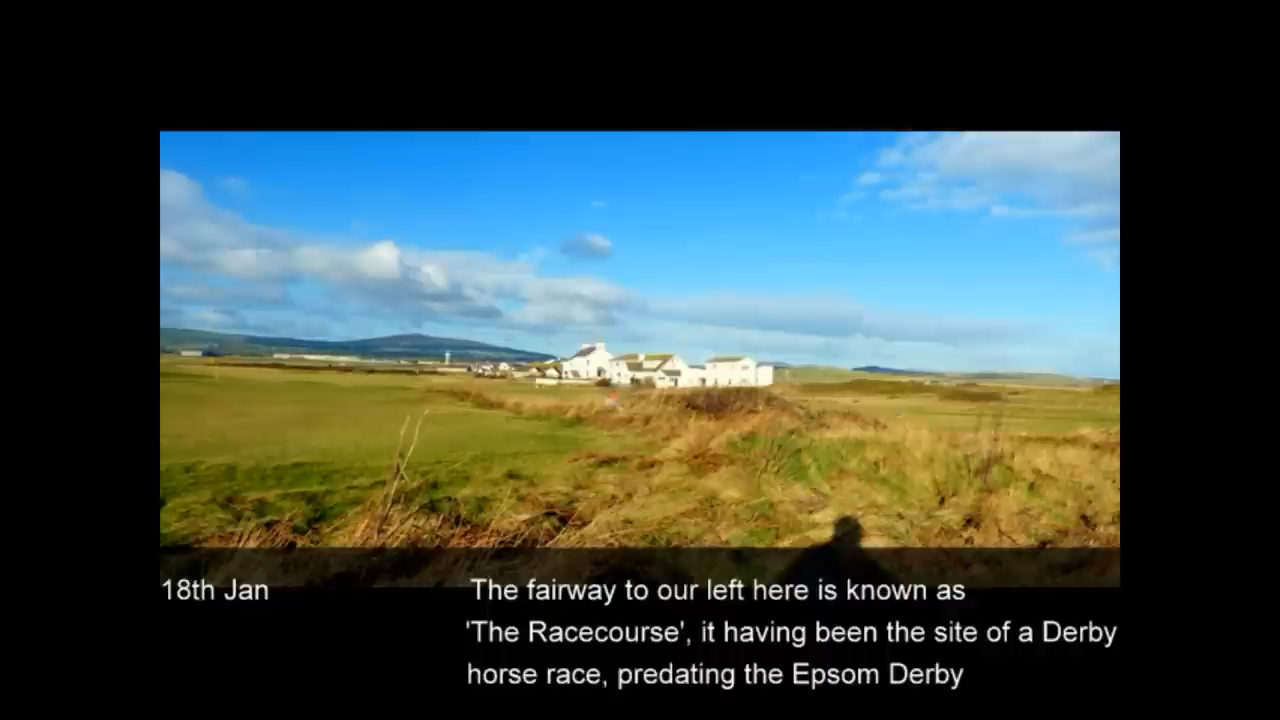 18th Jan
The fairway to our left here is known as
'The Racecourse', it having been the site of a Derby
horse race, predating the Epsom Derby